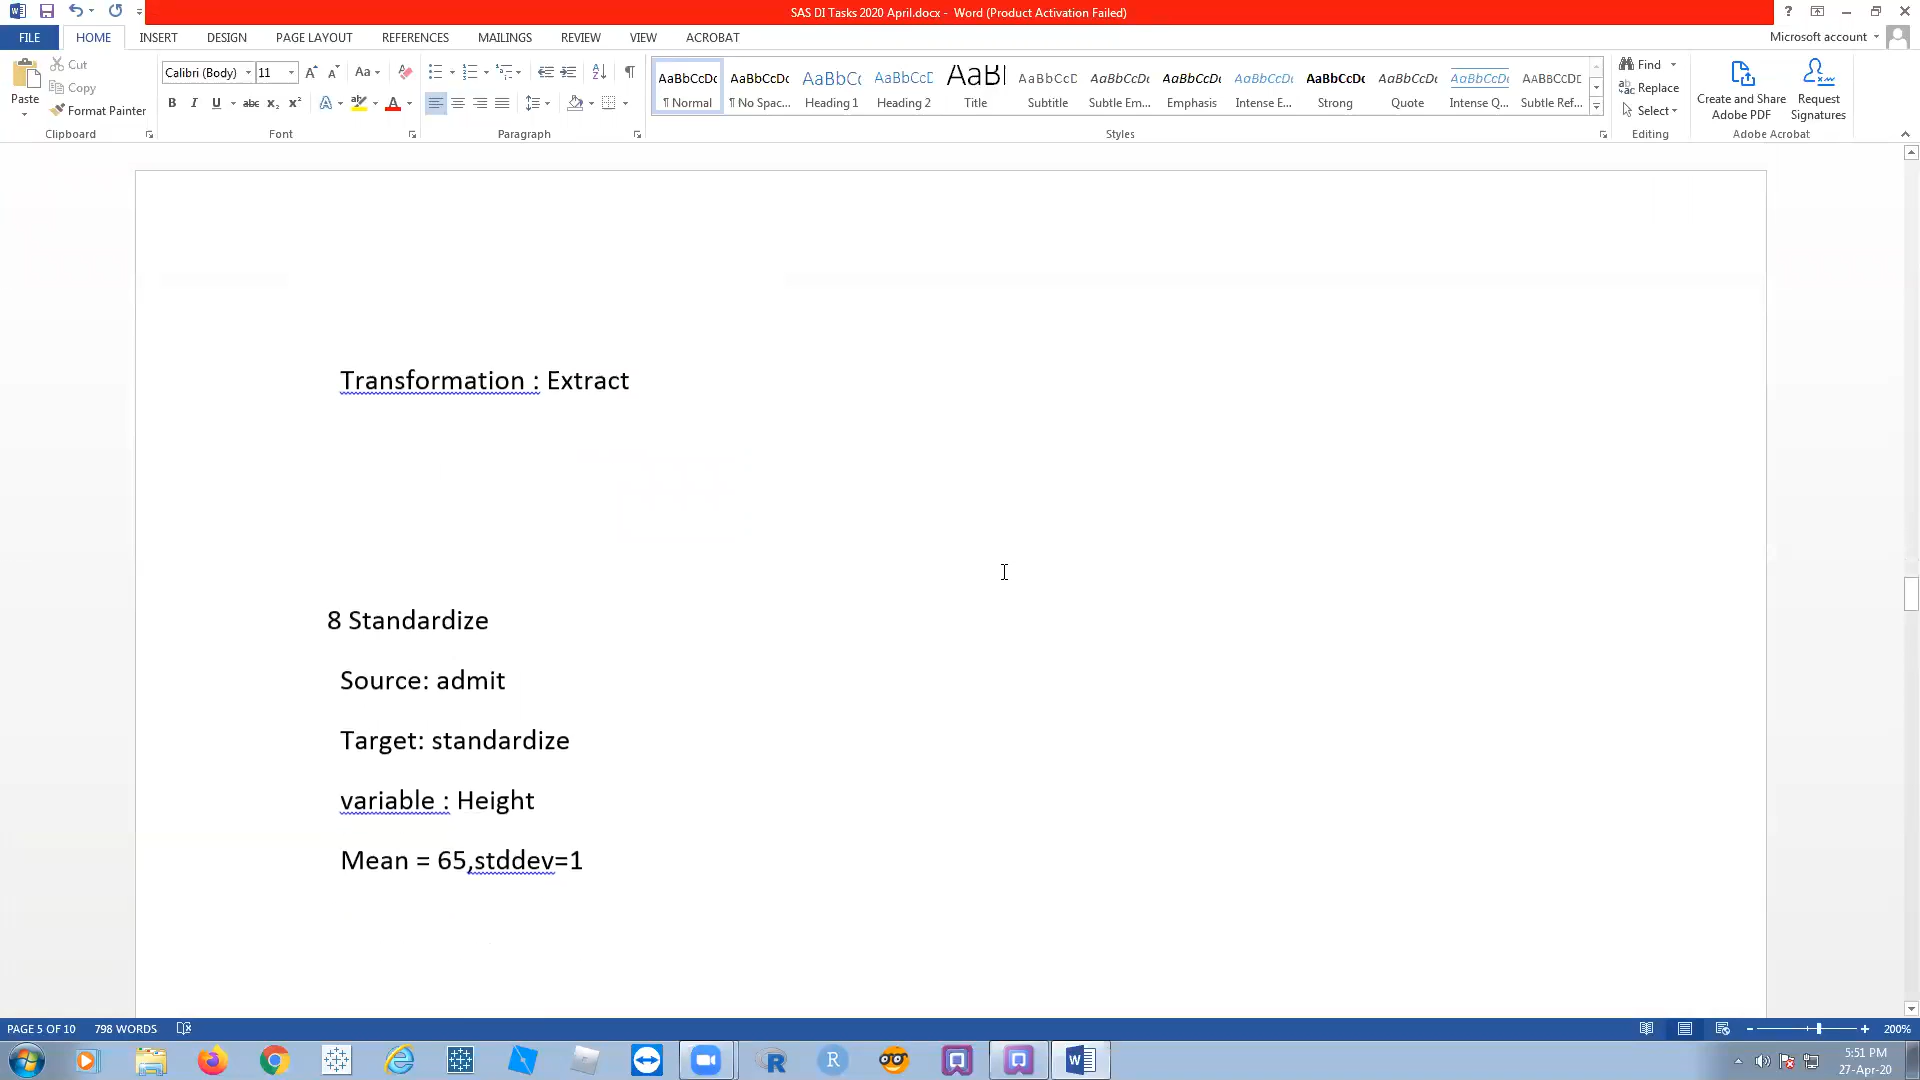 SAS DI Tasks 2020 April.docx - Word (Product Activation Failed)
FILE HOME INSERT DESIGN PAGE LAYOUT REFERENCES MAILINGS REVIEW VIEW ACROBAT Microsoft account
Paste
Cut
Copy
Format Painter
Clipboard
Calibri (Body) 11
Font
Paragraph
AaBbCcDc AaBbCcDc AaBbCc AaBbCcD AaBl AaBbCcD AaBbCcDc AaBbCcDc AaBbCcDc AaBbCcDc AaBbCcDc AaBbCcDc AABBCCDE
¶ Normal ¶ No Spac... Heading 1 Heading 2 Title Subtitle Subtle Em... Emphasis Intense E... Strong Quote Intense Q... Subtle Ref...
Styles
Find
Replace
Select
Editing
Create and Share
Adobe PDF
Request
Signatures
Adobe Acrobat
Transformation : Extract
8 Standardize
Source: admit
Target: standardize
variable : Height
Mean = 65,stddev=1
PAGE 5 OF 10 798 WORDS 200%
5:51 PM
27-Apr-20